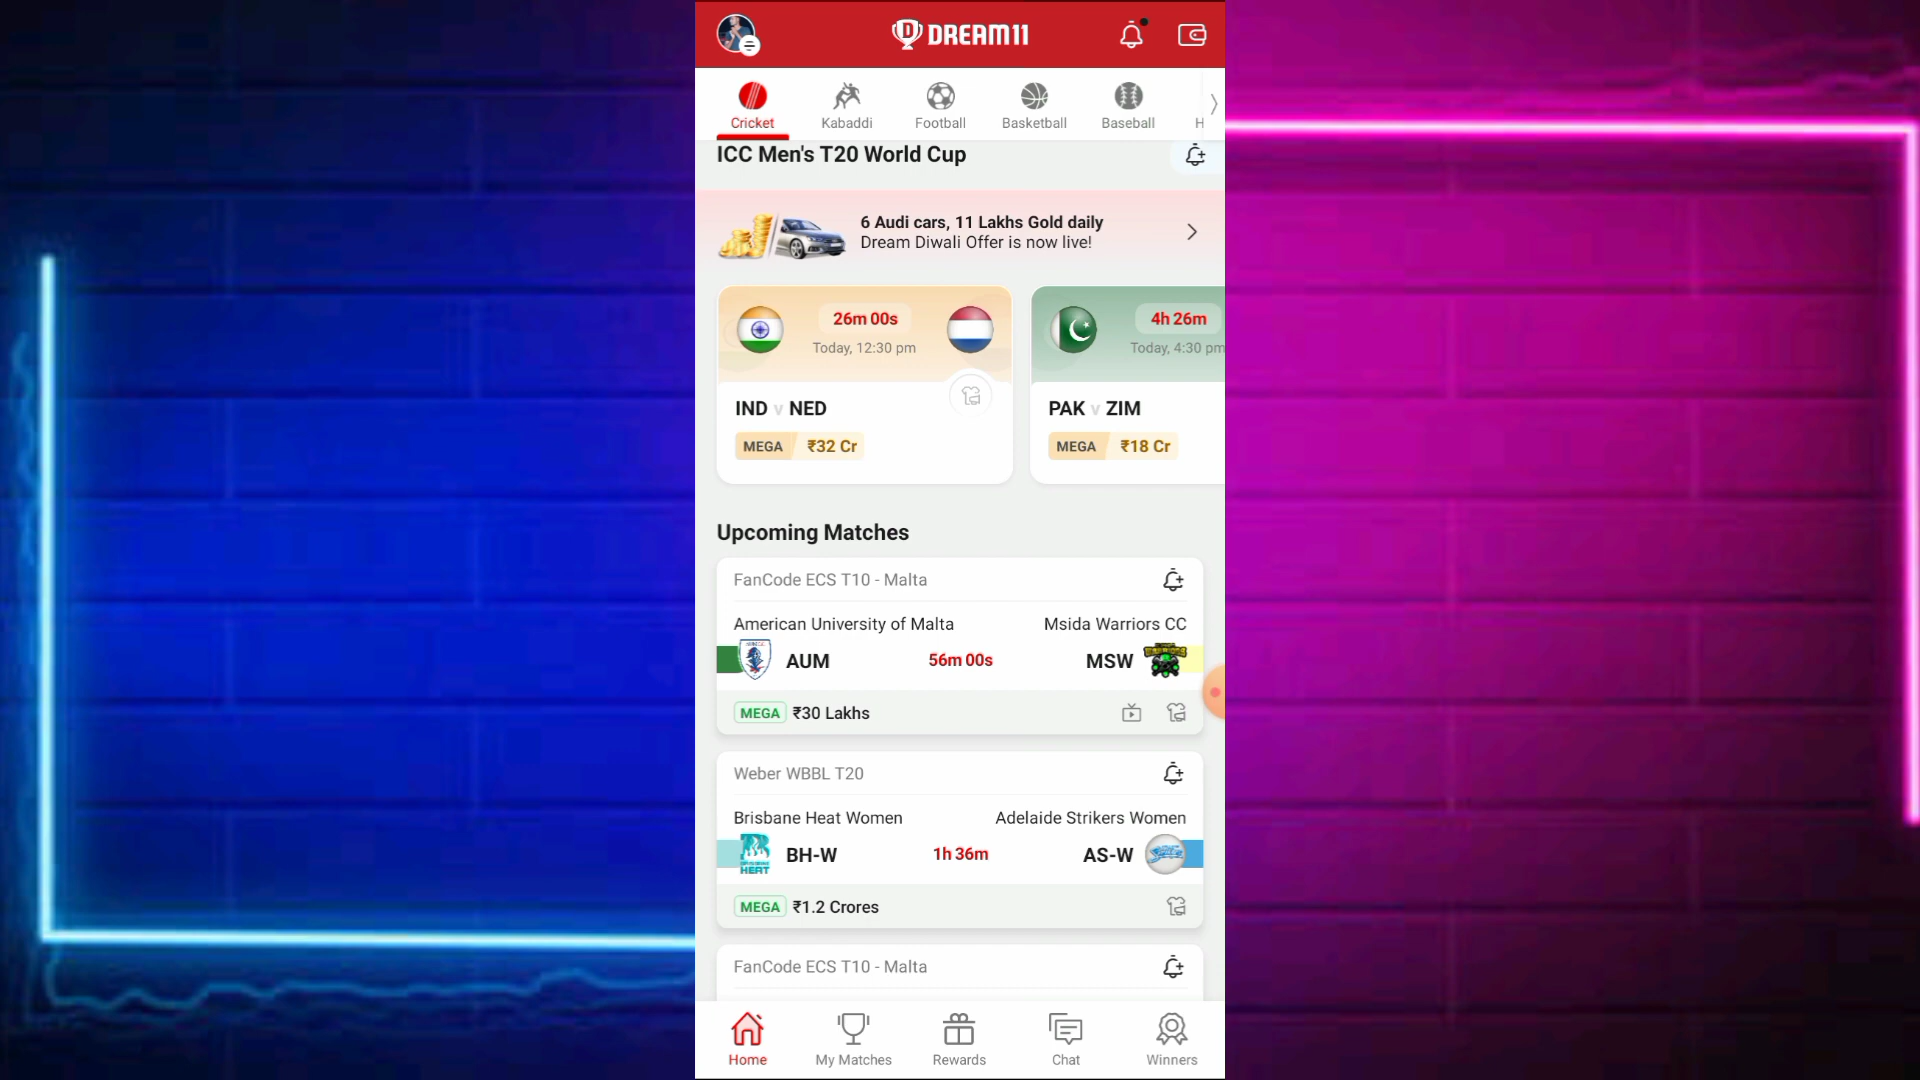 DREAM11
Cricket
Kabaddi
Football
Basketball
Baseball
H
ICC Men's T20 World Cup
6 Audi cars, 11 Lakhs Gold daily
Dream Diwali Offer is now live!
26m 00s
Today, 12:30 pm
IND v NED
MEGA ₹32 Cr
4h 26m
Today, 4:30 pm
PAK v ZIM
MEGA ₹18 Cr
Upcoming Matches
FanCode ECS T10 - Malta
American University of Malta Msida Warriors CC
AUM 56m 00s MSW
MEGA ₹30 Lakhs
Weber WBBL T20
Brisbane Heat Women Adelaide Strikers Women
HEAT
BH-W 1h 36m AS-W
MEGA ₹1.2 Crores
FanCode ECS T10 - Malta
Home
My Matches
Rewards
Chat
Winners